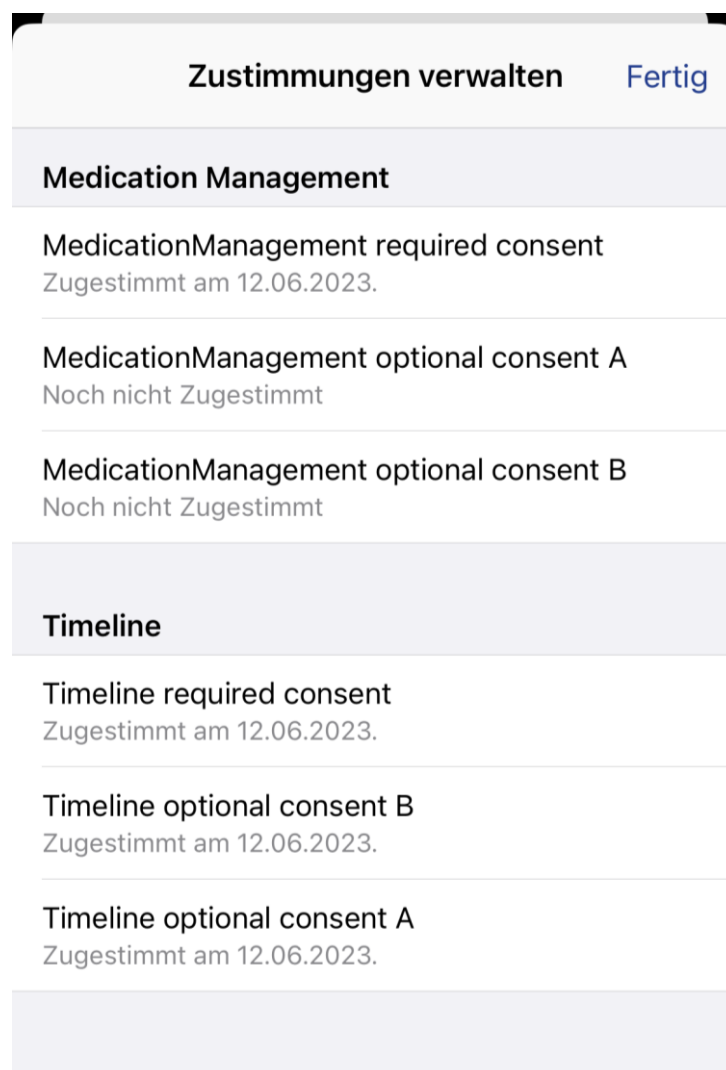 Zustimmungen verwalten Fertig
Medication Management
MedicationManagement required consent
Zugestimmt am 12.06.2023.
MedicationManagement optional consent A
Noch nicht Zugestimmt
MedicationManagement optional consent B
Noch nicht Zugestimmt
Timeline
Timeline required consent
Zugestimmt am 12.06.2023.
Timeline optional consent B
Zugestimmt am 12.06.2023.
Timeline optional consent A
Zugestimmt am 12.06.2023.